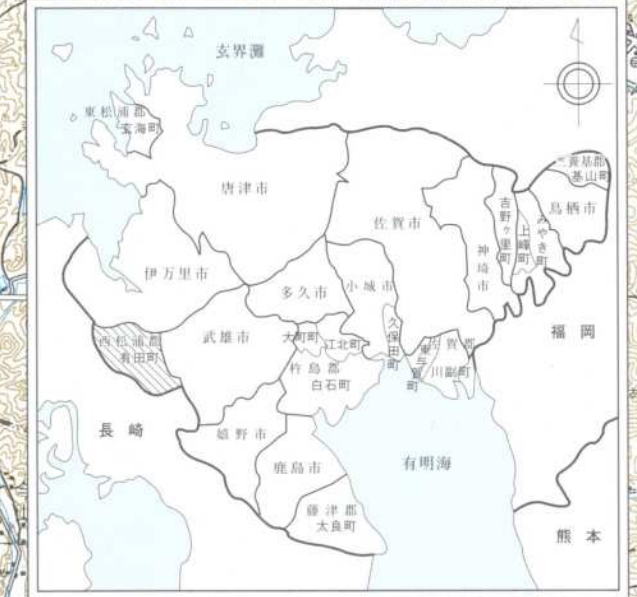 玄界灘
東松浦郡
玄海町
唐津市
三養基郡
基山町
鳥栖市
吉野ヶ里町
上峰町
みやき町
佐賀市
神埼市
伊万里市
多久市
小城市
西松浦郡
有田町
武雄市
大町町
江北町
久保田町
佐賀郡
東与賀町
川副町
福岡
杵島郡
白石町
長崎
嬉野市
鹿島市
有明海
藤津郡
太良町
熊本